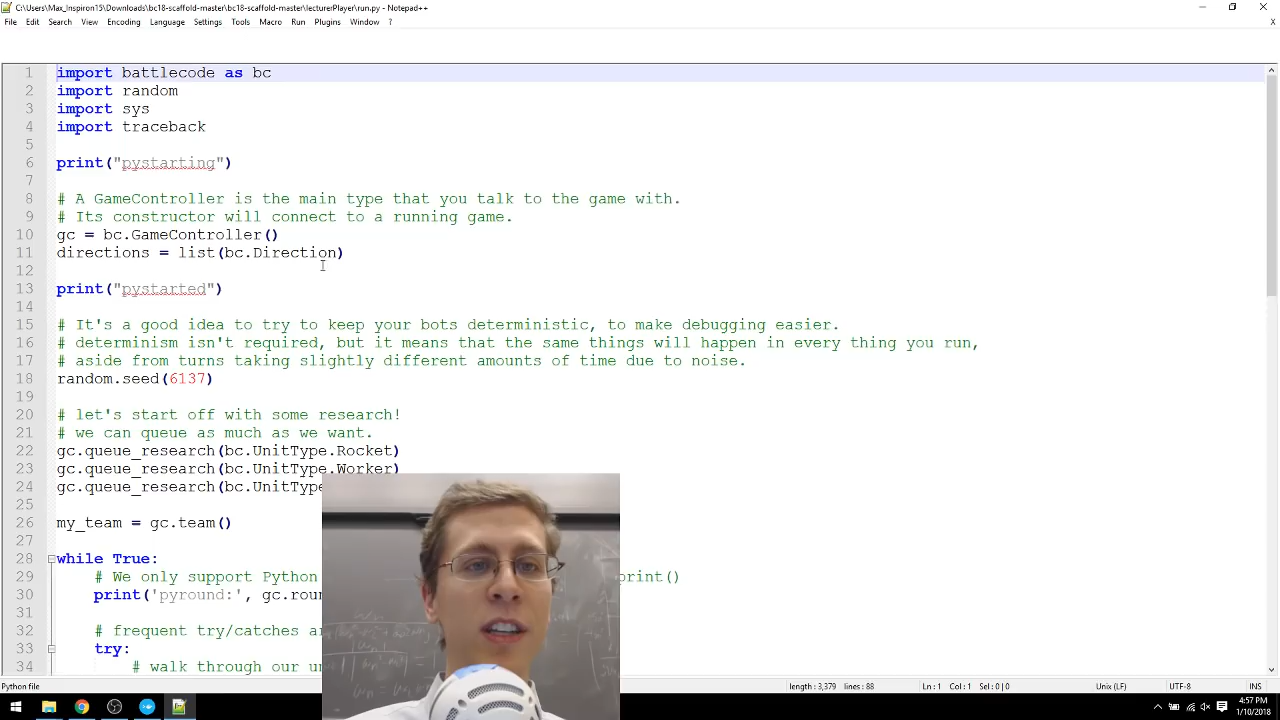 C:\Users\Max_Inspiron15\Downloads\bc18-scaffold-master\bc18-scaffold-master\lecturerPlayer\run.py - Notepad++
File Edit Search View Encoding Language Settings Tools Macro Run Plugins Window ? X
1 import battlecode as bc
2 import random
3 import sys
4 import traceback
5
6 print("pystarting")
7
8 # A GameController is the main type that you talk to the game with.
9 # Its constructor will connect to a running game.
10 gc = bc.GameController()
11 directions = list(bc.Direction)
12
13 print("pystarted")
14
15 # It's a good idea to try to keep your bots deterministic, to make debugging easier.
16 # determinism isn't required, but it means that the same things will happen in every thing you run,
17 # aside from turns taking slightly different amounts of time due to noise.
18 random.seed(6137)
19
20 # let's start off with some research!
21 # we can queue as much as we want.
22 gc.queue_research(bc.UnitType.Rocket)
23 gc.queue_research(bc.UnitType.Worker)
24 gc.queue_research(bc.UnitType
25
26 my_team = gc.team()
27
28 while True:
29 # We only support Python print()
30 print('pyround:', gc.roun
31
32 # frequent try/catches a
33 try:
34 # walk through our un
Python file length : 3,379 lines : 88 Ln : 1 Col : 1 Sel : 0 | 0 Unix (LF) UTF-8 INS
4:57 PM
1/10/2018